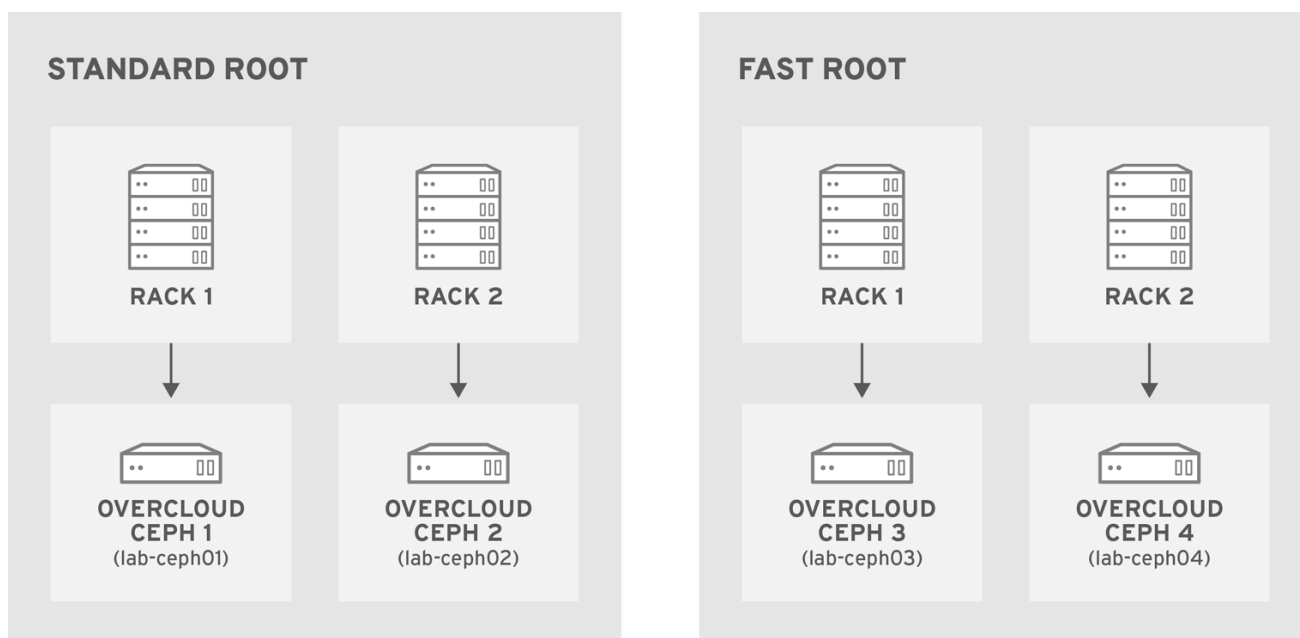 STANDARD ROOT
RACK 1
RACK 2
OVERCLOUD
CEPH 1
(lab-ceph01)
OVERCLOUD
CEPH 2
(lab-ceph02)
FAST ROOT
RACK 1
RACK 2
OVERCLOUD
CEPH 3
(lab-ceph03)
OVERCLOUD
CEPH 4
(lab-ceph04)